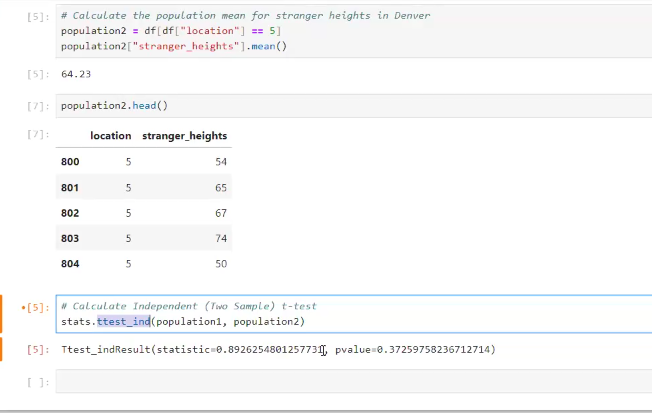 [5]: # Calculate the population mean for stranger heights in Denver
population2 = df[df["location"] == 5]
population2["stranger_heights"].mean()
[5]: 64.23
[7]: population2.head()
[7]: location stranger_heights
800 5 54
801 5 65
802 5 67
803 5 74
804 5 50
•[5]: # Calculate Independent (Two Sample) t-test
stats.ttest_ind(population1, population2)
[5]: Ttest_indResult(statistic=0.8926254801257731, pvalue=0.37259758236712714)
[ ]: